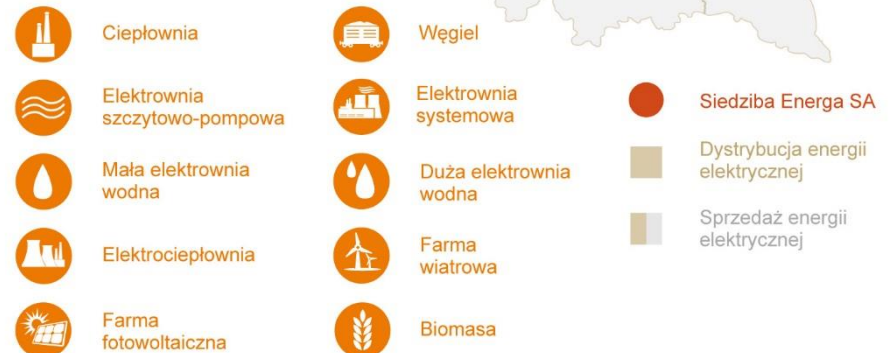 Ciepłownia
Elektrownia
szczytowo-pompowa
Mała elektrownia
wodna
Elektrociepłownia
Farma
fotowoltaiczna
Węgiel
Elektrownia
systemowa
Duża elektrownia
wodna
Farma
wiatrowa
Biomasa
Siedziba Energa SA
Dystrybucja energii
elektrycznej
Sprzedaż energii
elektrycznej